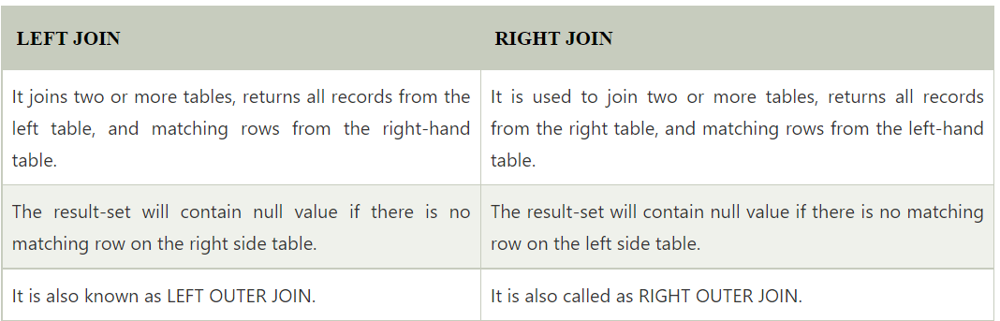 LEFT JOIN
RIGHT JOIN
It joins two or more tables, returns all records from the
left table, and matching rows from the right-hand
table.
It is used to join two or more tables, returns all records
from the right table, and matching rows from the left-hand
table.
The result-set will contain null value if there is no
matching row on the right side table.
The result-set will contain null value if there is no matching
row on the left side table.
It is also known as LEFT OUTER JOIN.
It is also called as RIGHT OUTER JOIN.